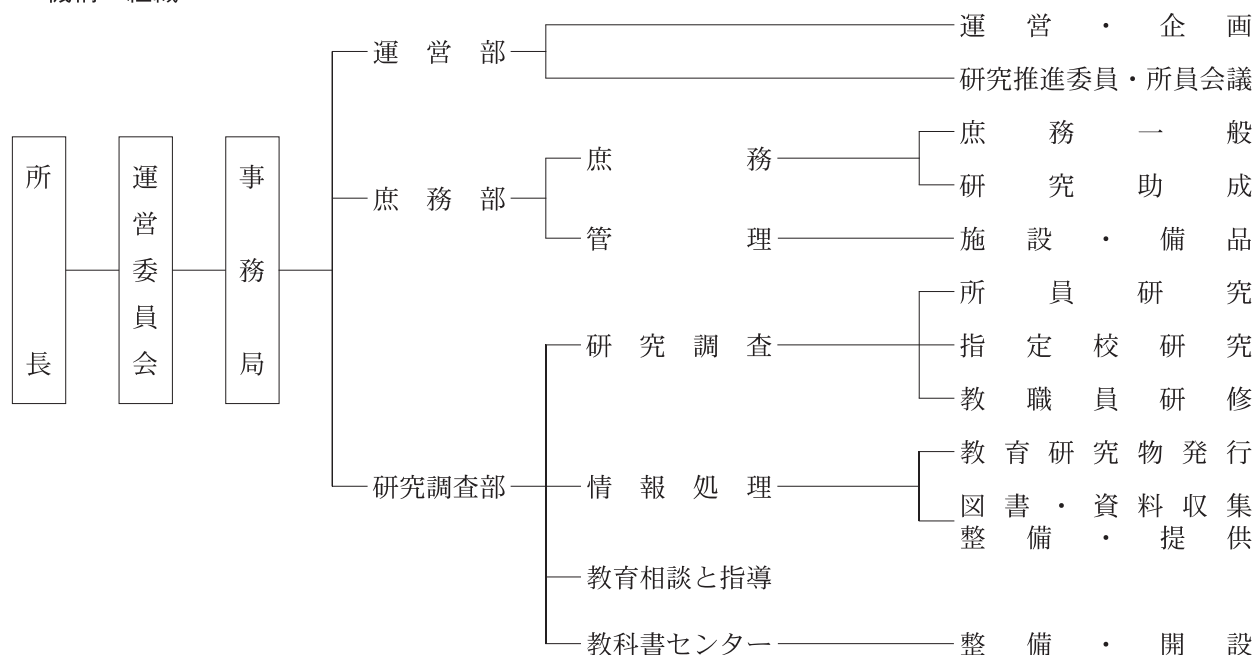 所長
運営委員会
事務局
運営部
運営・企画
研究推進委員・所員会議
庶務部
庶務
庶務一般
研究助成
管理
施設・備品
研究調査部
研究調査
所員研究
指定校研究
教職員研修
情報処理
教育研究物発行
図書・資料収集
整備・提供
教育相談と指導
教科書センター
整備・開設